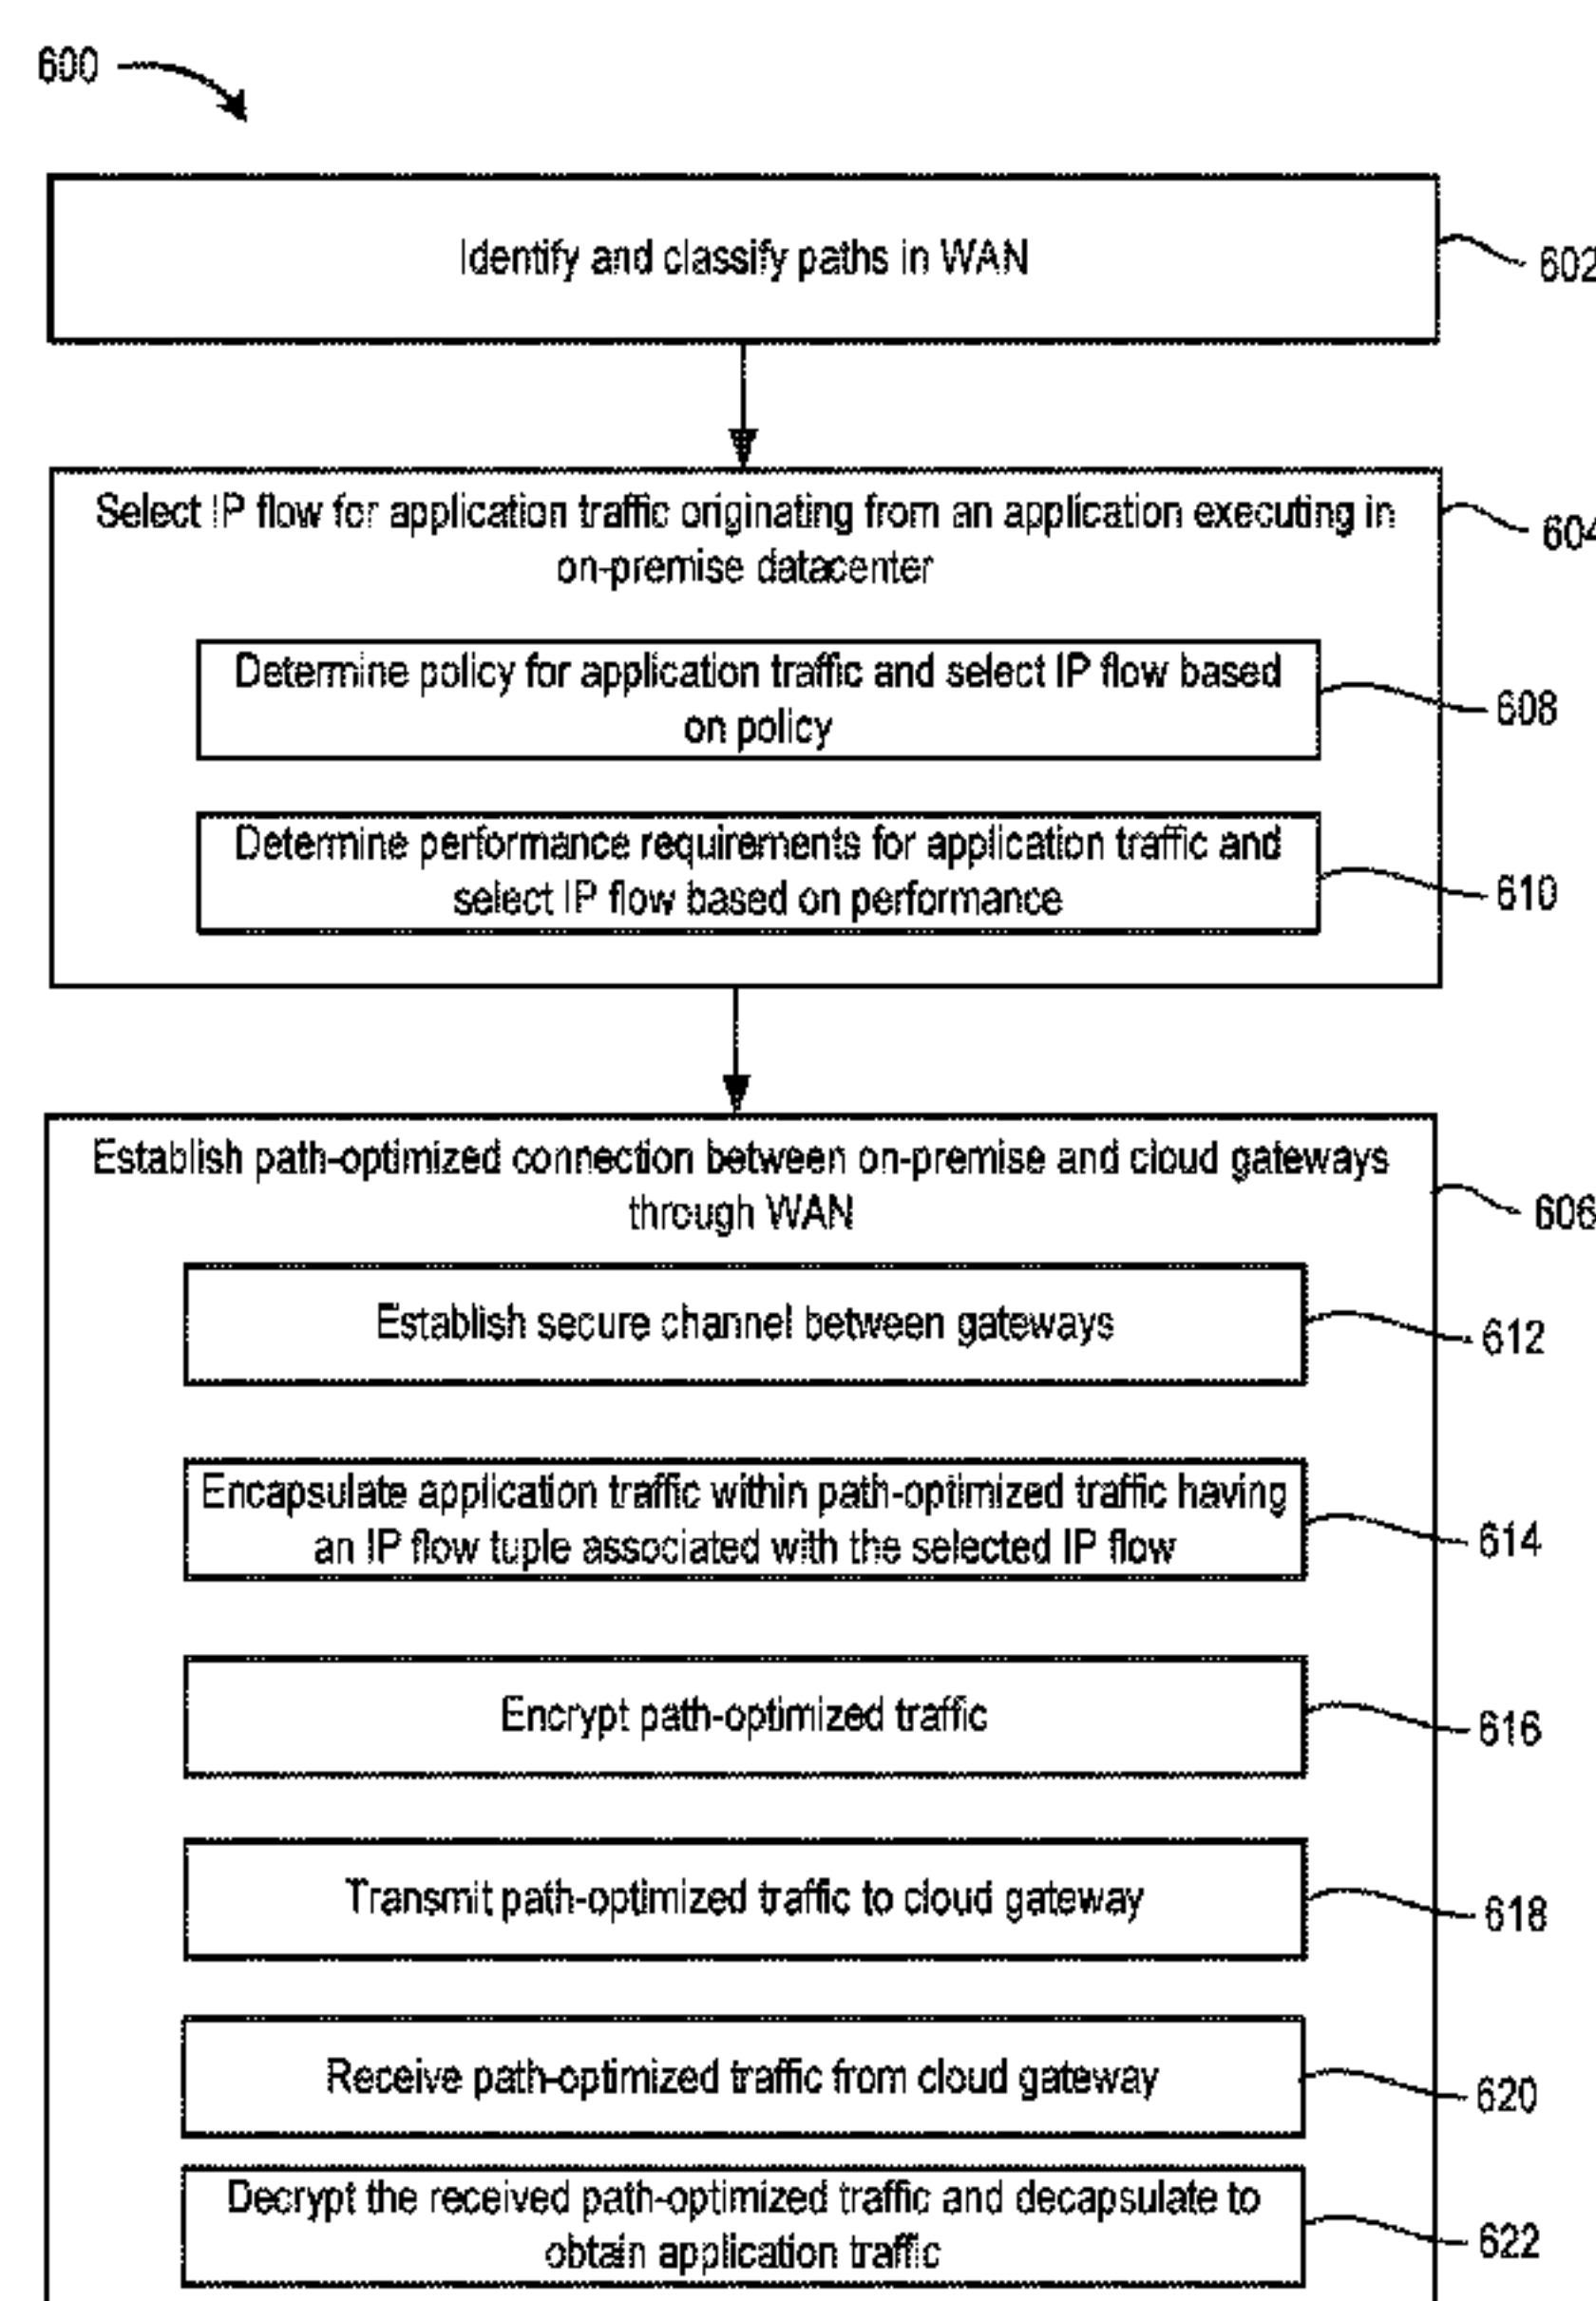 600
Identify and classify paths in WAN
602
Select IP flow for application traffic originating from an application executing in
on-premise datacenter
604
Determine policy for application traffic and select IP flow based
on policy
608
Determine performance requirements for application traffic and
select IP flow based on performance
610
Establish path-optimized connection between on-premise and cloud gateways
through WAN
606
Establish secure channel between gateways
612
Encapsulate application traffic within path-optimized traffic having
an IP flow tuple associated with the selected IP flow
614
Encrypt path-optimized traffic
616
Transmit path-optimized traffic to cloud gateway
618
Receive path-optimized traffic from cloud gateway
620
Decrypt the received path-optimized traffic and decapsulate to
obtain application traffic
622